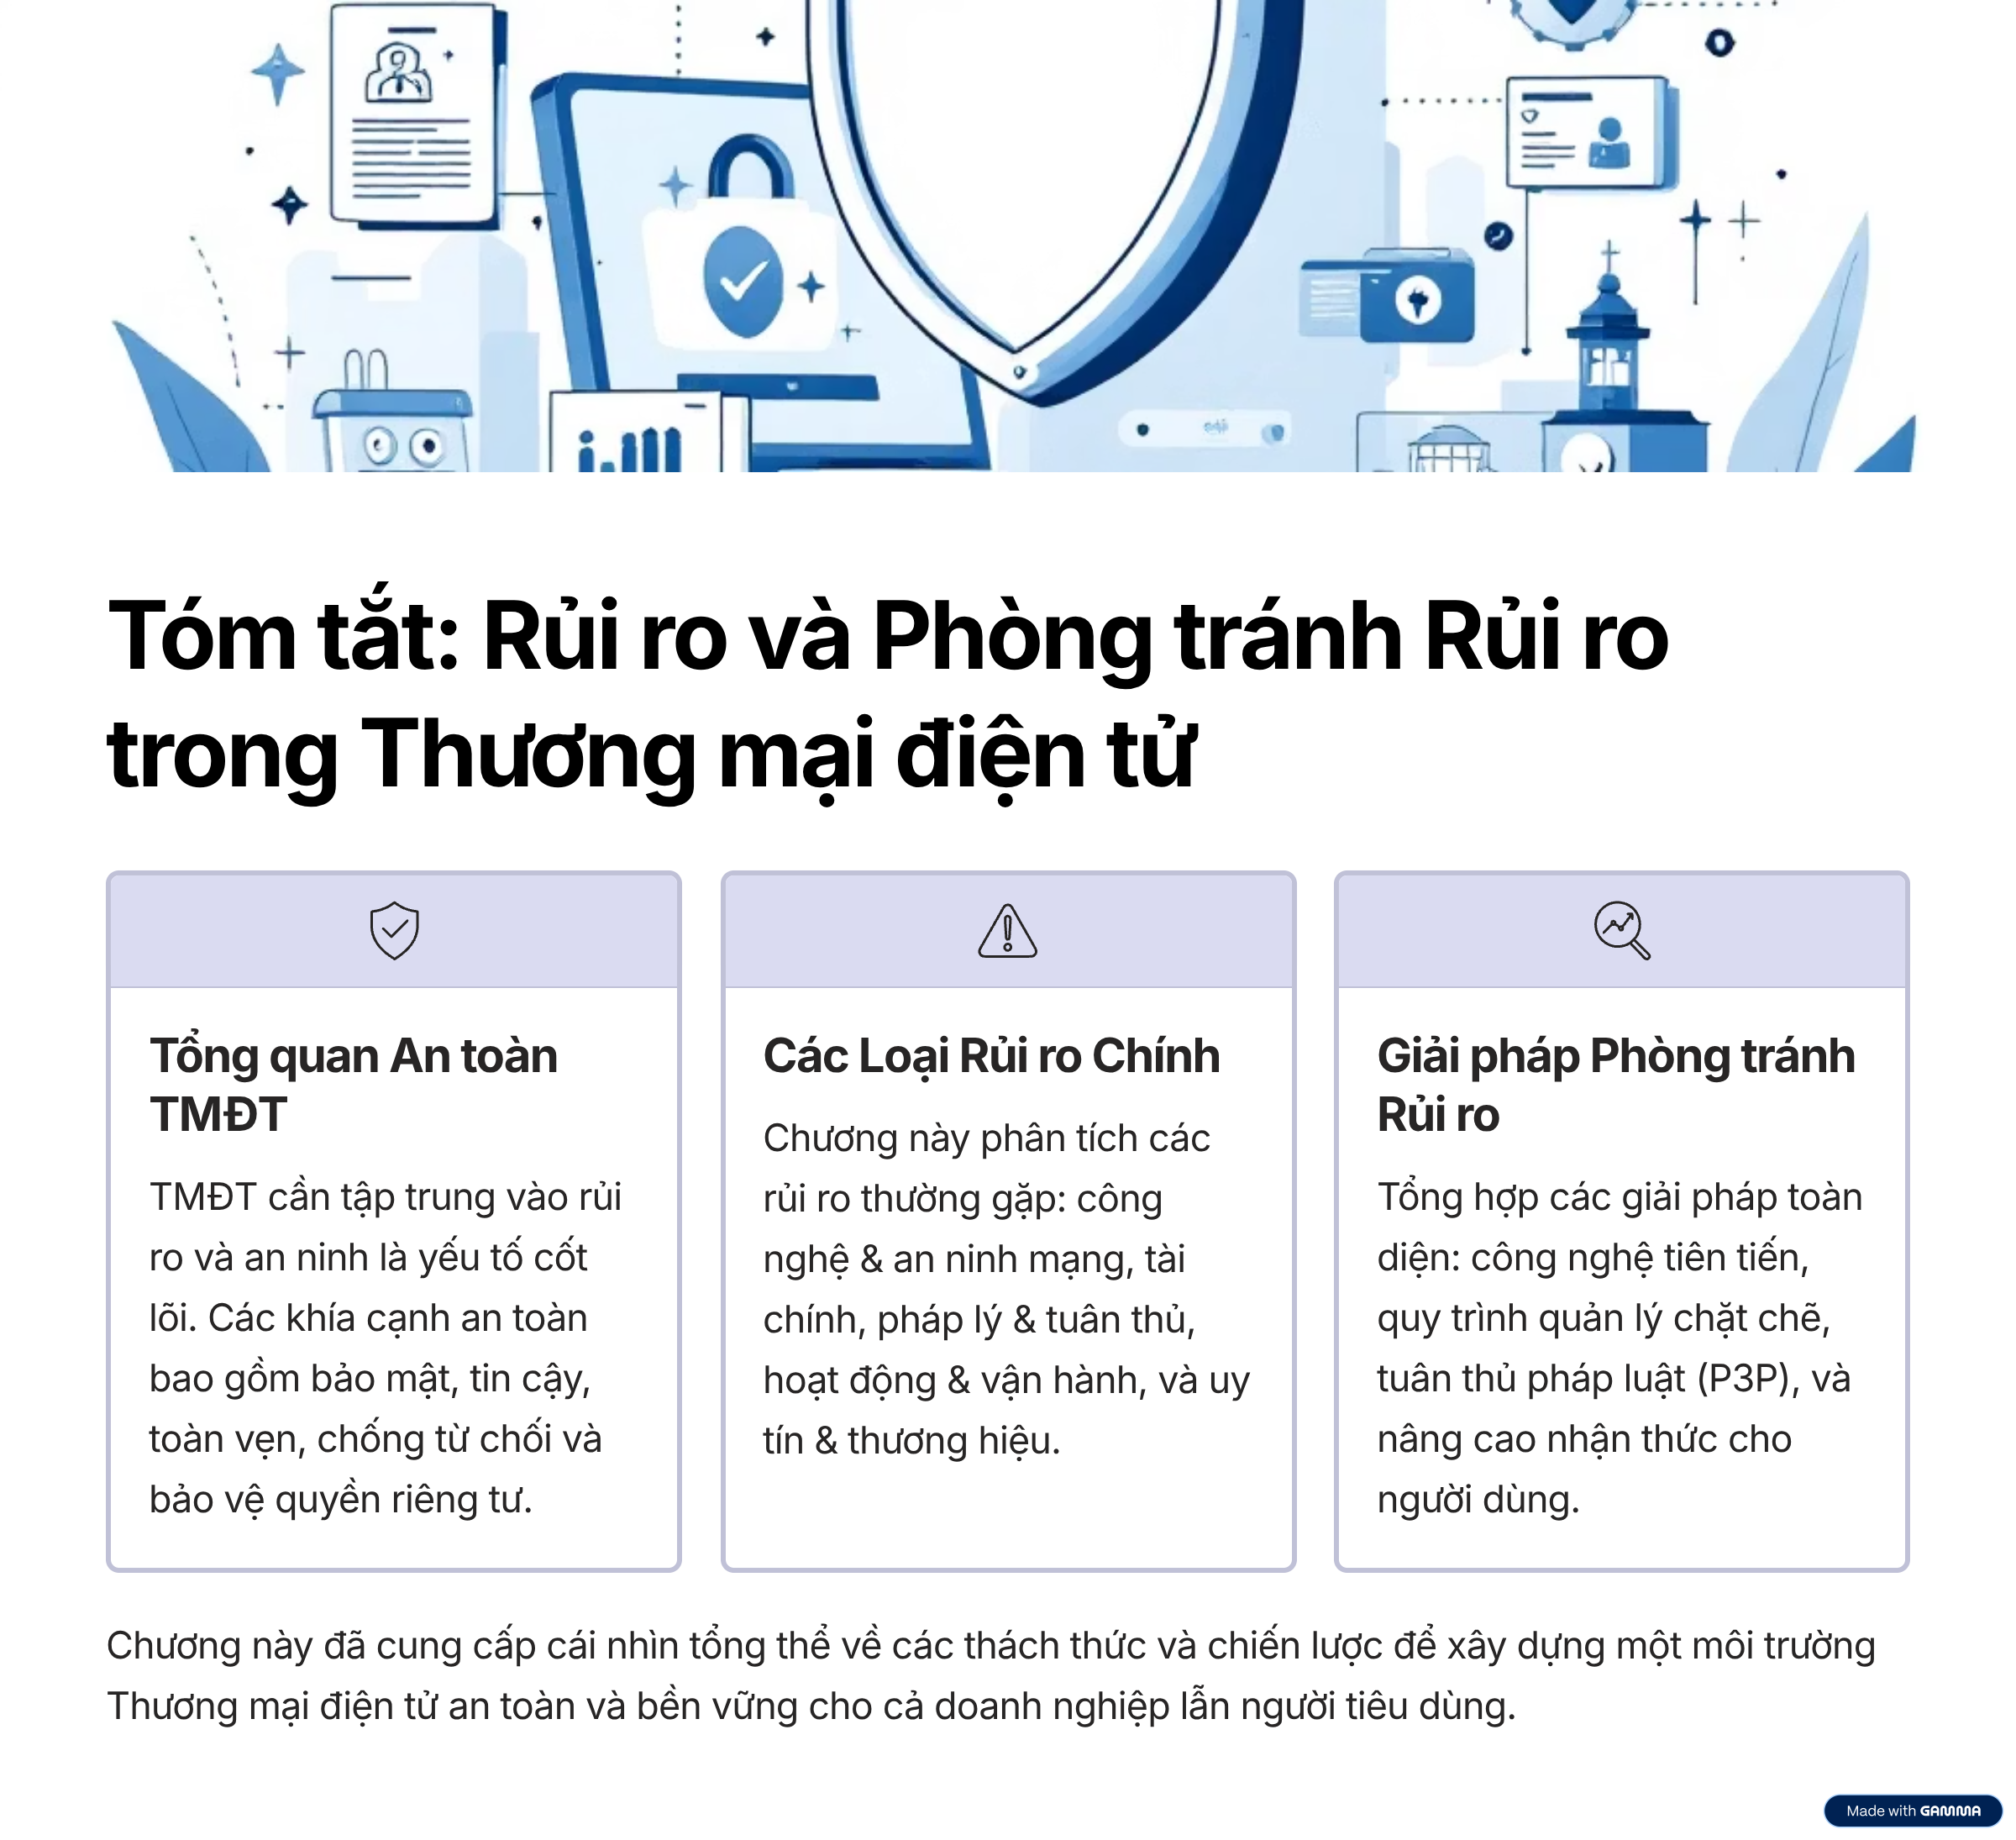 Tóm tắt: Rủi ro và Phòng tránh Rủi ro
trong Thương mại điện tử
Tổng quan An toàn
TMĐT
TMĐT cần tập trung vào rủi
ro và an ninh là yếu tố cốt
lõi. Các khía cạnh an toàn
bao gồm bảo mật, tin cậy,
toàn vẹn, chống từ chối và
bảo vệ quyền riêng tư.
Các Loại Rủi ro Chính
Chương này phân tích các
rủi ro thường gặp: công
nghệ & an ninh mạng, tài
chính, pháp lý & tuân thủ,
hoạt động & vận hành, và uy
tín & thương hiệu.
Giải pháp Phòng tránh
Rủi ro
Tổng hợp các giải pháp toàn
diện: công nghệ tiên tiến,
quy trình quản lý chặt chẽ,
tuân thủ pháp luật (P3P), và
nâng cao nhận thức cho
người dùng.
Chương này đã cung cấp cái nhìn tổng thể về các thách thức và chiến lược để xây dựng một môi trường
Thương mại điện tử an toàn và bền vững cho cả doanh nghiệp lẫn người tiêu dùng.
Made with GAMMA